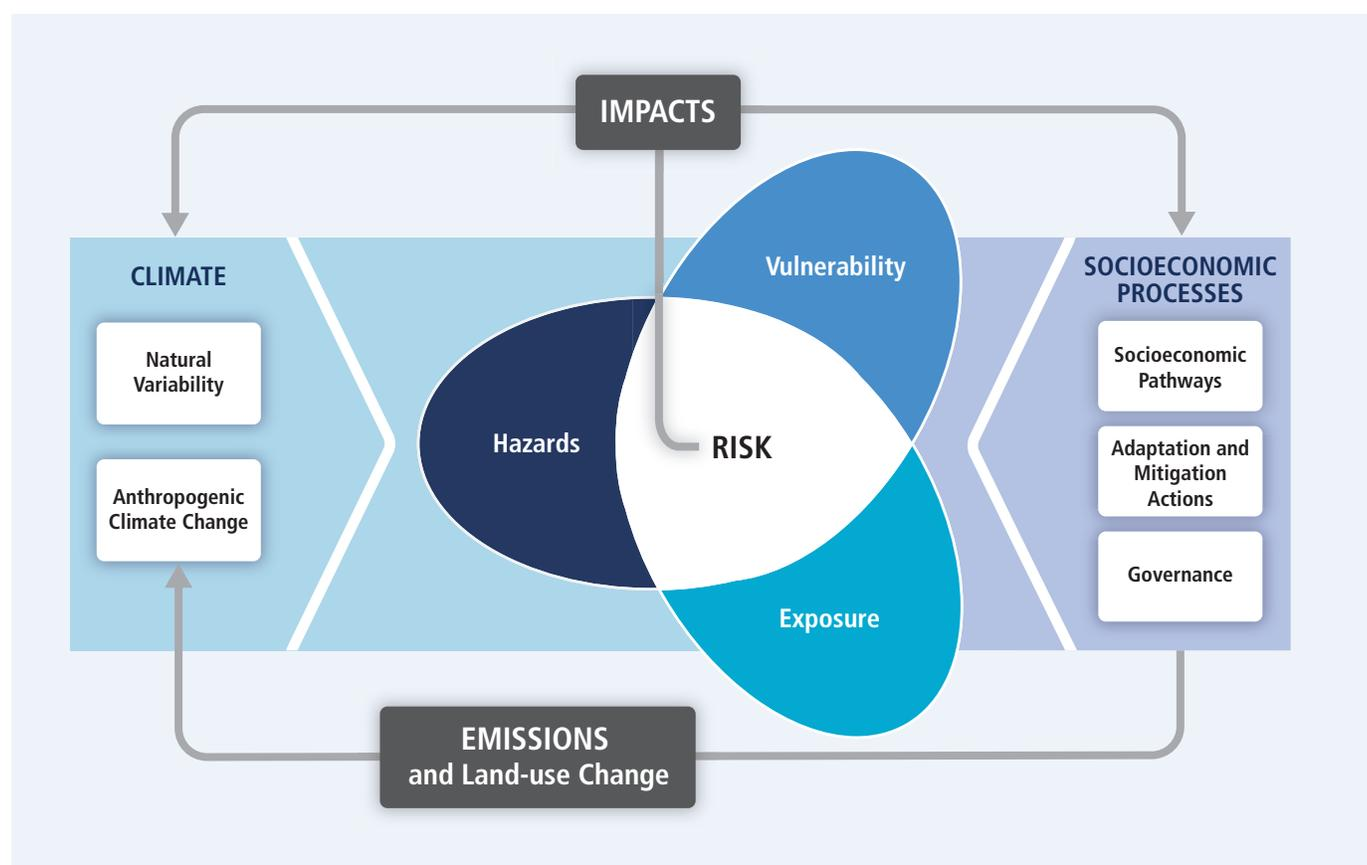 IMPACTS
CLIMATE
Natural
Variability
Anthropogenic
Climate Change
Hazards
Vulnerability
RISK
Exposure
SOCIOECONOMIC
PROCESSES
Socioeconomic
Pathways
Adaptation and
Mitigation
Actions
Governance
EMISSIONS
and Land-use Change